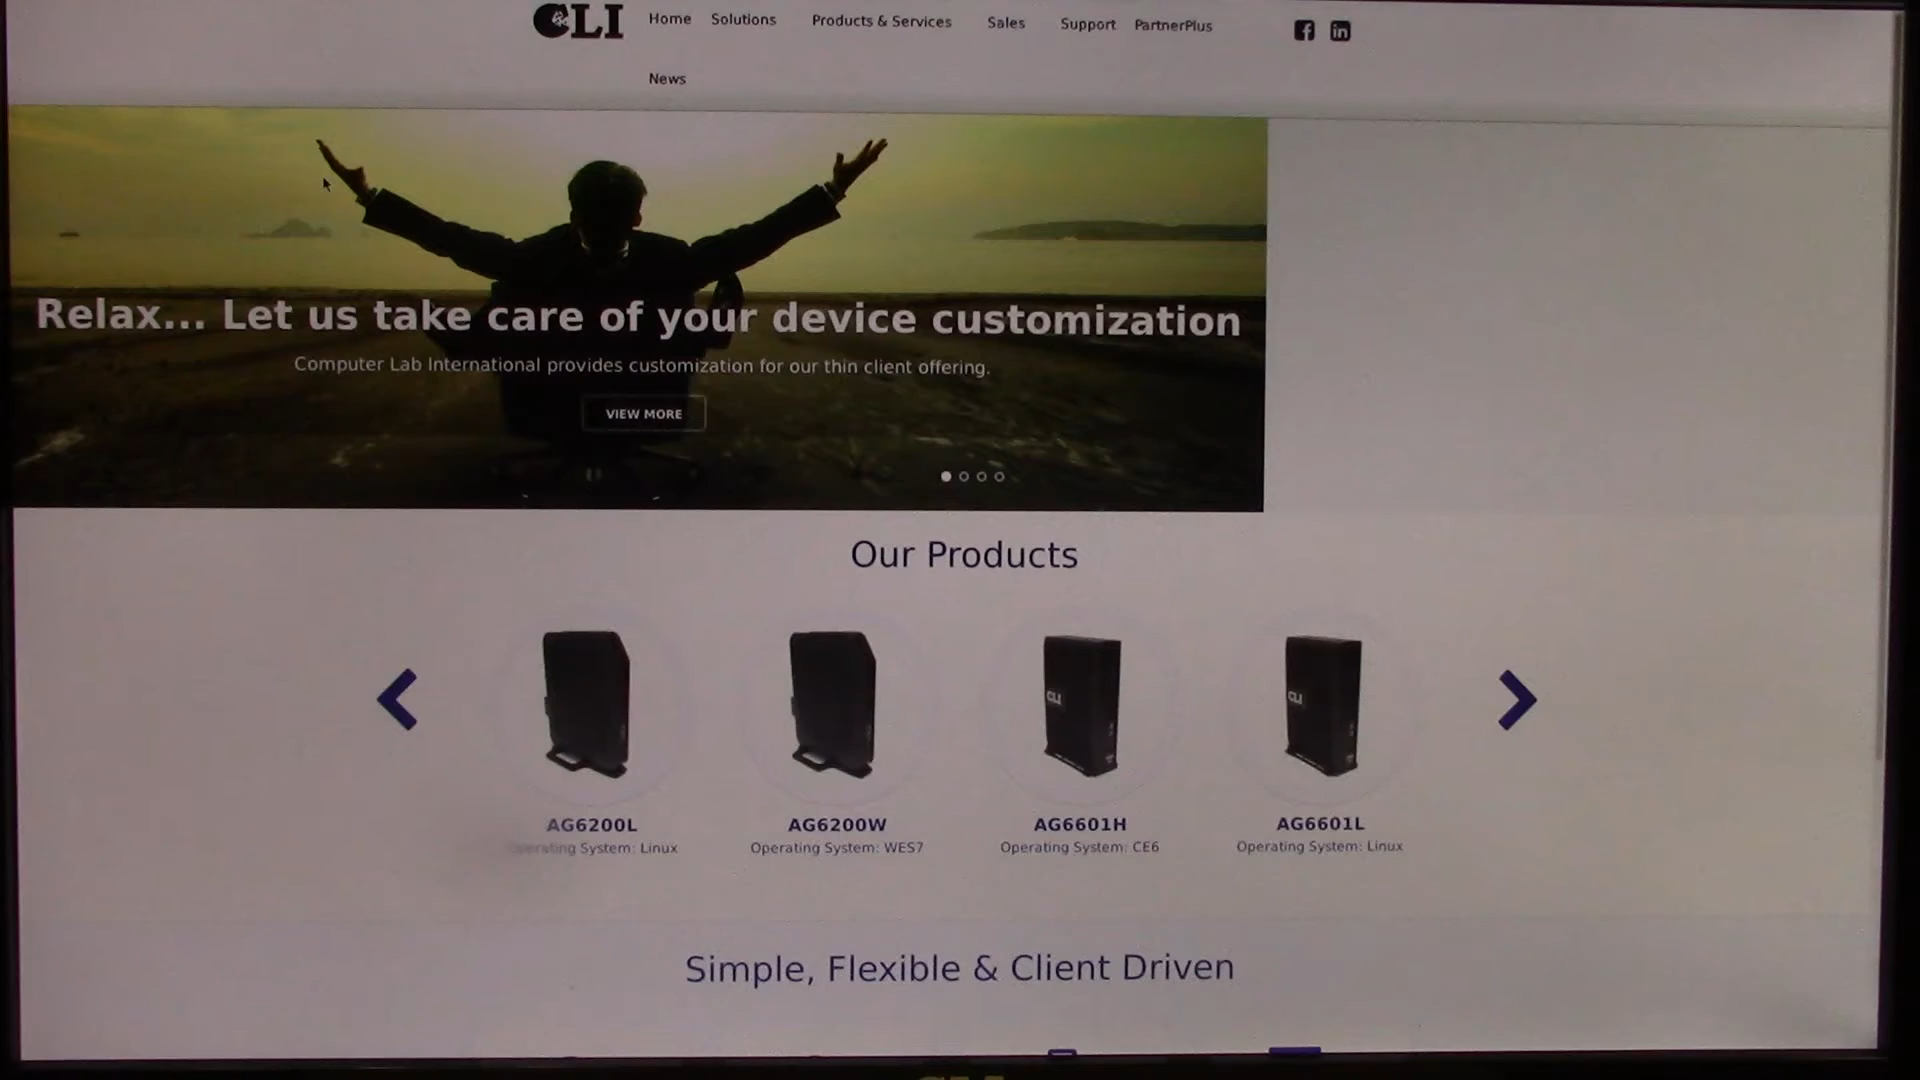 CLI Home Solutions Products & Services Sales Support PartnerPlus
News
Relax... Let us take care of your device customization
Computer Lab International provides customization for our thin client offering.
VIEW MORE
Our Products
CLI CLI
AG6200L AG6200W AG6601H AG6601L
Operating System: Linux Operating System: WES7 Operating System: CE6 Operating System: Linux
Simple, Flexible & Client Driven